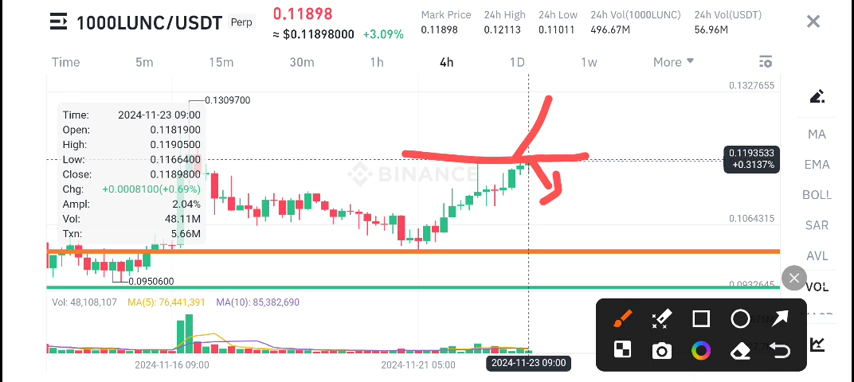 1000LUNC/USDT Perp
0.11898
≈ $0.11898000 +3.09%
Mark Price 24h High 24h Low 24h Vol(1000LUNC) 24h Vol(USDT)
0.11898 0.12113 0.11011 496.67M 56.96M
Time 5m 15m 30m 1h 4h 1D 1w More
0.1327655
0.1309700
Time: 2024-11-23 09:00
Open: 0.1181900
High: 0.1190500
Low: 0.1166400
Close: 0.1189800
Chg: +0.0008100(+0.69%)
Ampl: 2.04%
Vol: 48.11M
Txn: 5.66M
MA
0.1193533
+0.3137%
BINANCE
EMA
BOLL
0.1064315
SAR
AVL
0.0950600
0.0932645
VOL
Vol: 48,108,107 MA(5): 76,441,391 MA(10): 85,382,690
2024-11-16 09:00 2024-11-21 05:00 2024-11-23 09:00